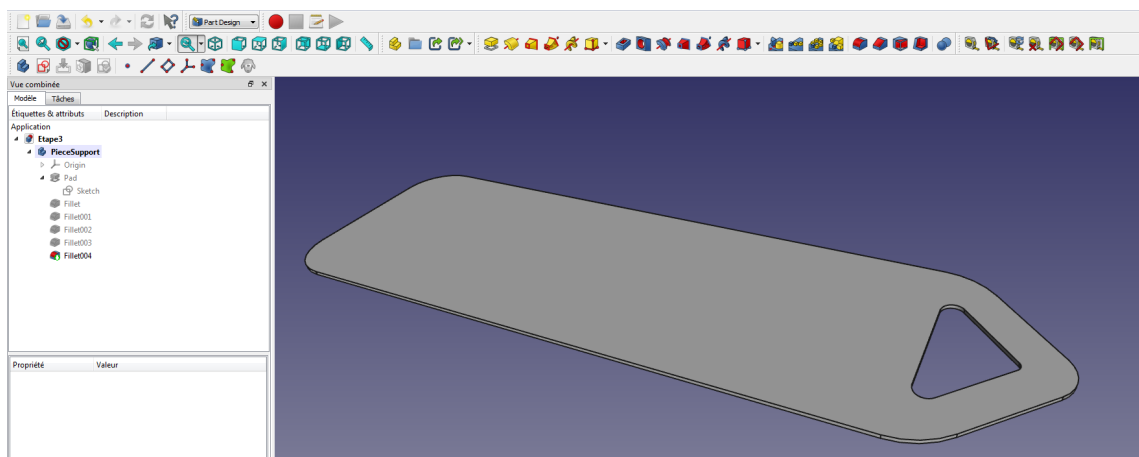 Part Design
Vue combinée
Modèle Tâches
Étiquettes & attributs Description
Application
Etape3
PieceSupport
Origin
Pad
Sketch
Fillet
Fillet001
Fillet002
Fillet003
Fillet004
Propriété Valeur